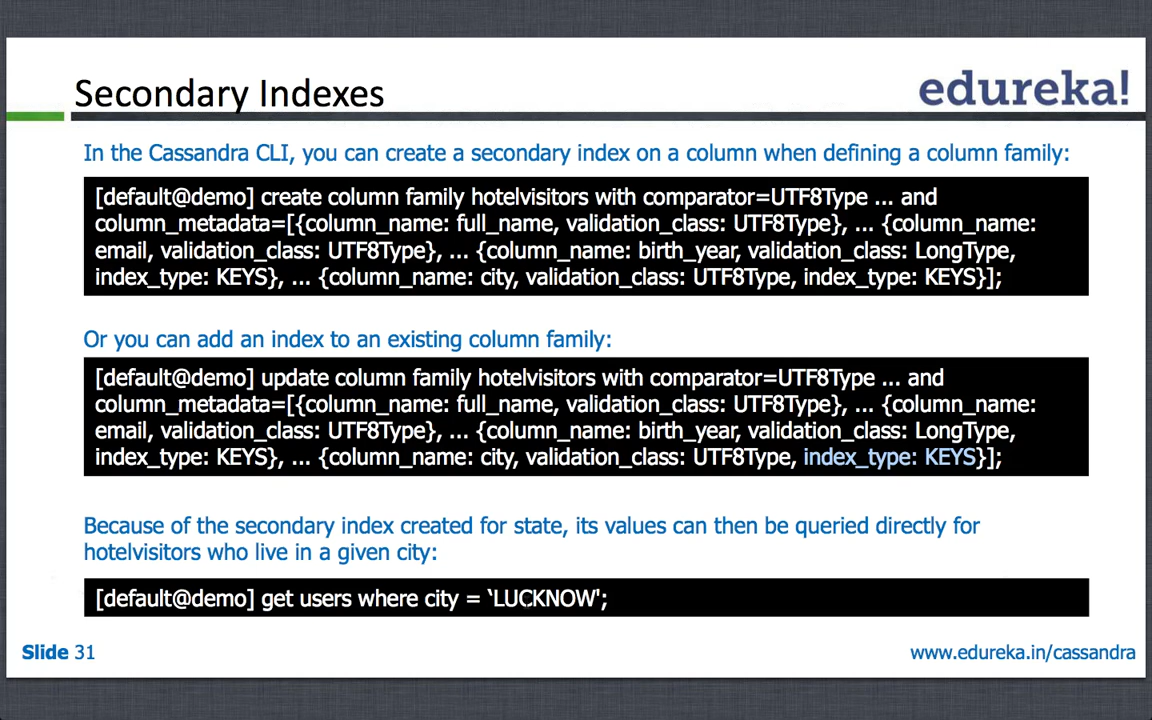 Secondary Indexes
edureka!
In the Cassandra CLI, you can create a secondary index on a column when defining a column family:
[default@demo] create column family hotelvisitors with comparator=UTF8Type ... and
column_metadata=[{column_name: full_name, validation_class: UTF8Type}, ... {column_name:
email, validation_class: UTF8Type}, ... {column_name: birth_year, validation_class: LongType,
index_type: KEYS}, ... {column_name: city, validation_class: UTF8Type, index_type: KEYS}];
Or you can add an index to an existing column family:
[default@demo] update column family hotelvisitors with comparator=UTF8Type ... and
column_metadata=[{column_name: full_name, validation_class: UTF8Type}, ... {column_name:
email, validation_class: UTF8Type}, ... {column_name: birth_year, validation_class: LongType,
index_type: KEYS}, ... {column_name: city, validation_class: UTF8Type, index_type: KEYS}];
Because of the secondary index created for state, its values can then be queried directly for
hotelvisitors who live in a given city:
[default@demo] get users where city = `LUCKNOW';
Slide 31
www.edureka.in/cassandra